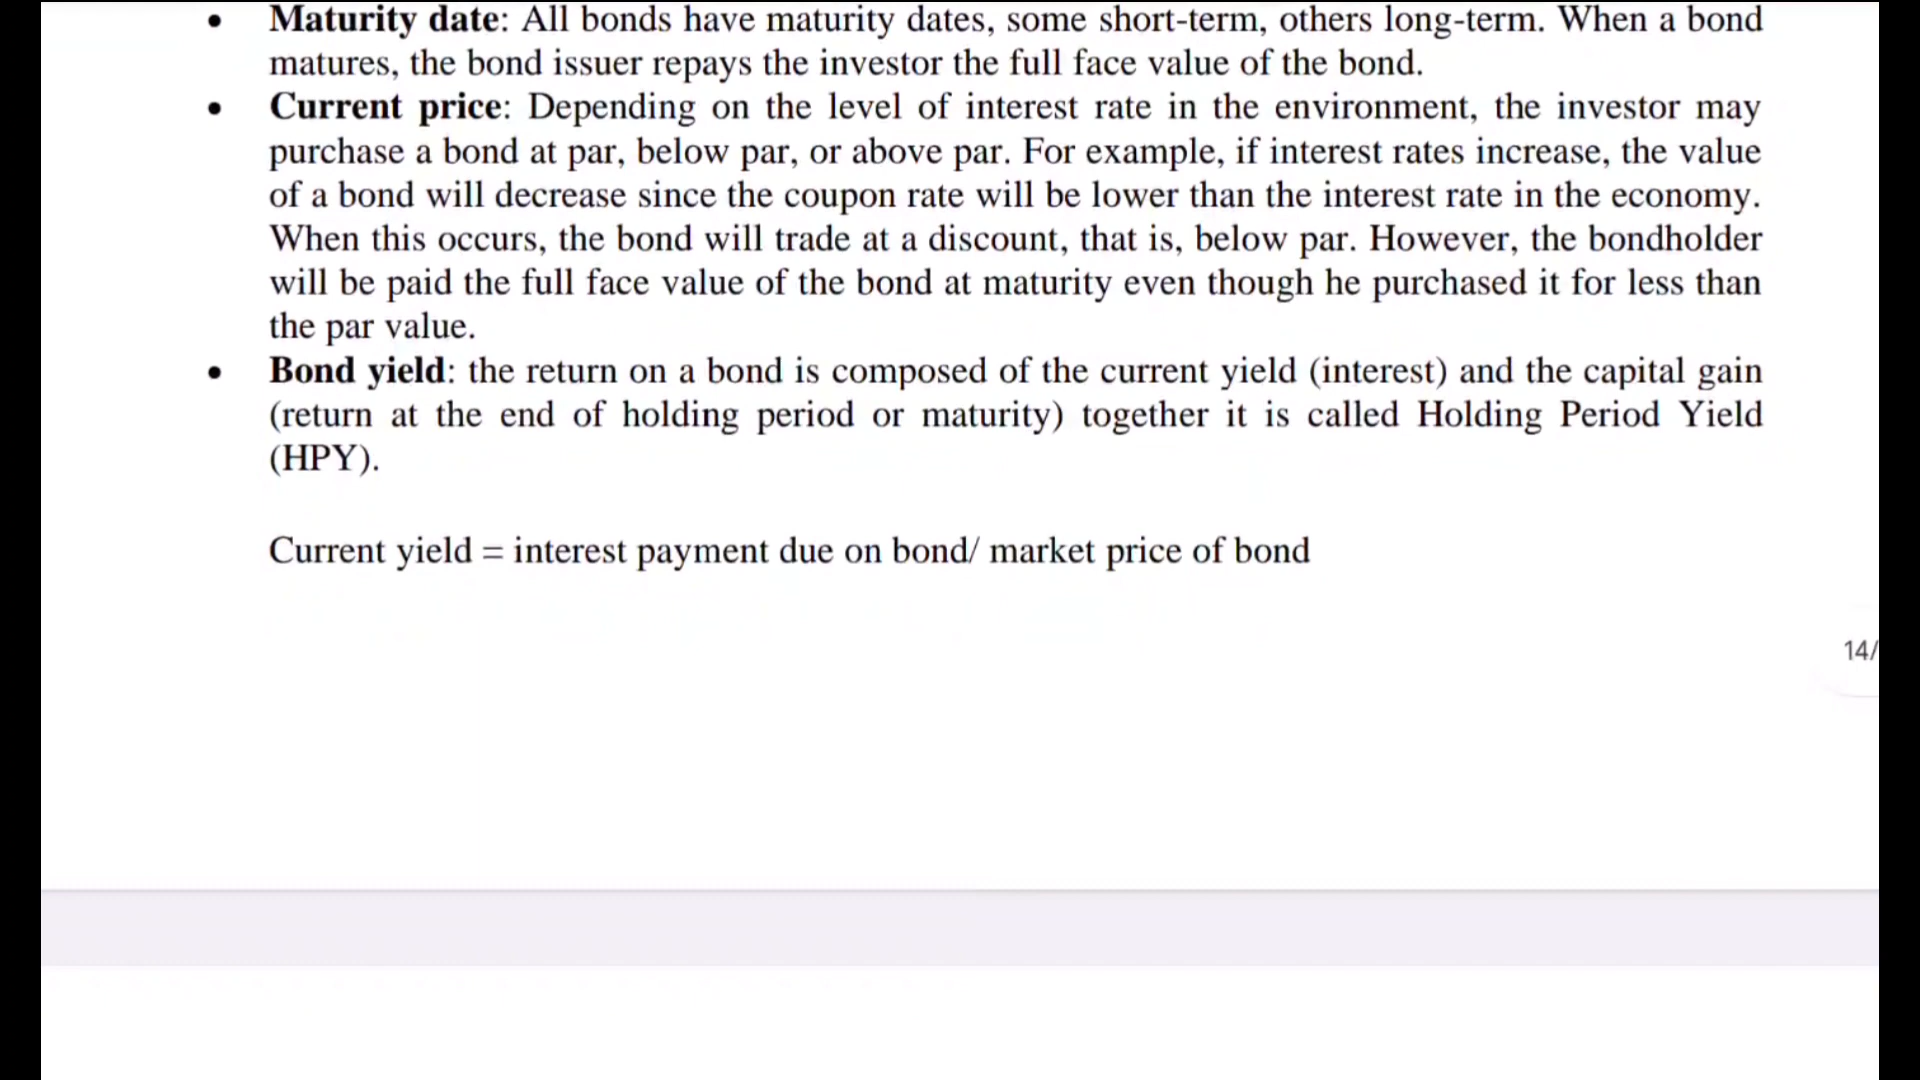 • Maturity date: All bonds have maturity dates, some short-term, others long-term. When a bond
matures, the bond issuer repays the investor the full face value of the bond.
• Current price: Depending on the level of interest rate in the environment, the investor may
purchase a bond at par, below par, or above par. For example, if interest rates increase, the value
of a bond will decrease since the coupon rate will be lower than the interest rate in the economy.
When this occurs, the bond will trade at a discount, that is, below par. However, the bondholder
will be paid the full face value of the bond at maturity even though he purchased it for less than
the par value.
• Bond yield: the return on a bond is composed of the current yield (interest) and the capital gain
(return at the end of holding period or maturity) together it is called Holding Period Yield
(HPY).
Current yield = interest payment due on bond/ market price of bond
14/